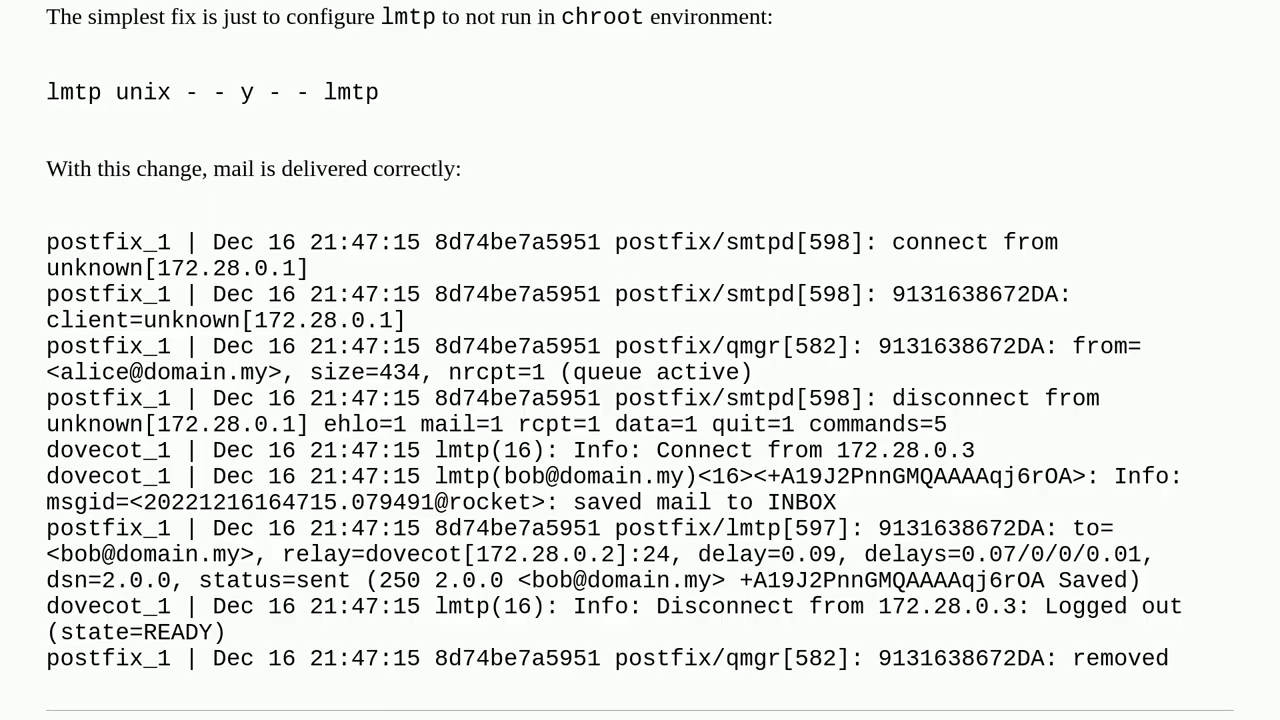 The simplest fix is just to configure lmtp to not run in chroot environment:
lmtp unix - - y - - lmtp
With this change, mail is delivered correctly:
postfix_1 | Dec 16 21:47:15 8d74be7a5951 postfix/smtpd[598]: connect from
unknown[172.28.0.1]
postfix_1 | Dec 16 21:47:15 8d74be7a5951 postfix/smtpd[598]: 9131638672DA:
client=unknown[172.28.0.1]
postfix_1 | Dec 16 21:47:15 8d74be7a5951 postfix/qmgr[582]: 9131638672DA: from=
<alice@domain.my>, size=434, nrcpt=1 (queue active)
postfix_1 | Dec 16 21:47:15 8d74be7a5951 postfix/smtpd[598]: disconnect from
unknown[172.28.0.1] ehlo=1 mail=1 rcpt=1 data=1 quit=1 commands=5
dovecot_1 | Dec 16 21:47:15 lmtp(16): Info: Connect from 172.28.0.3
dovecot_1 | Dec 16 21:47:15 lmtp(bob@domain.my)<16><+A19J2PnnGMQAAAAqj6rOA>: Info:
msgid=<20221216164715.079491@rocket>: saved mail to INBOX
postfix_1 | Dec 16 21:47:15 8d74be7a5951 postfix/lmtp[597]: 9131638672DA: to=
<bob@domain.my>, relay=dovecot[172.28.0.2]:24, delay=0.09, delays=0.07/0/0/0.01,
dsn=2.0.0, status=sent (250 2.0.0 <bob@domain.my> +A19J2PnnGMQAAAAqj6rOA Saved)
dovecot_1 | Dec 16 21:47:15 lmtp(16): Info: Disconnect from 172.28.0.3: Logged out
(state=READY)
postfix_1 | Dec 16 21:47:15 8d74be7a5951 postfix/qmgr[582]: 9131638672DA: removed